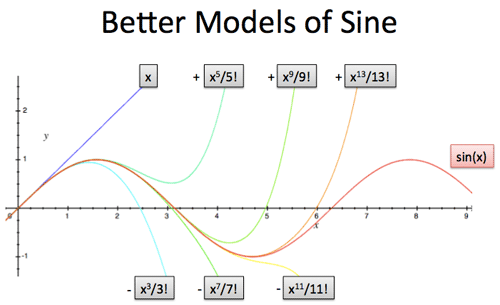 Better Models of Sine
x
+ x⁵/5!
+ x⁹/9!
+ x¹³/13!
2
y
1
sin(x)
0 1 2 3 4 5 6 7 8 9
x
-1
- x³/3!
- x⁷/7!
- x¹¹/11!